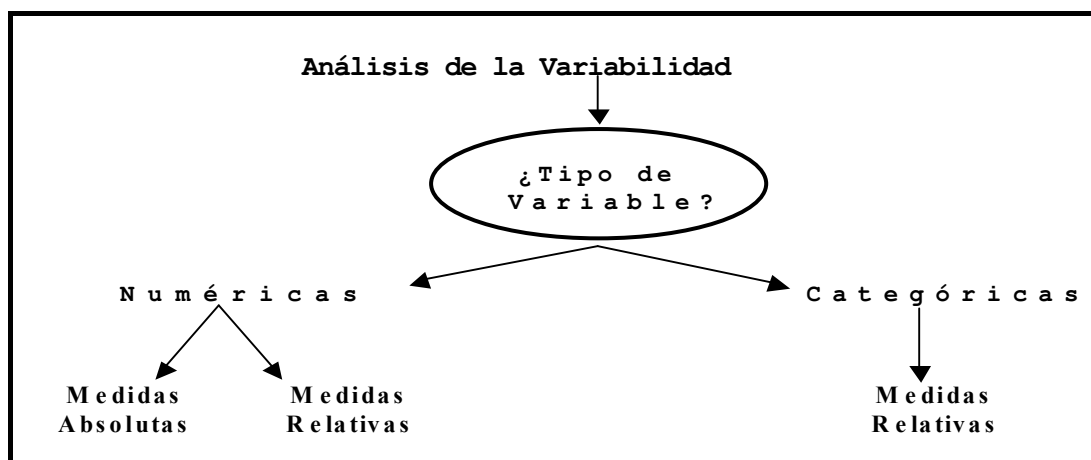 Análisis de la Variabilidad
¿Tipo de
Variable?
Numéricas
Categóricas
Medidas
Absolutas
Medidas
Relativas
Medidas
Relativas